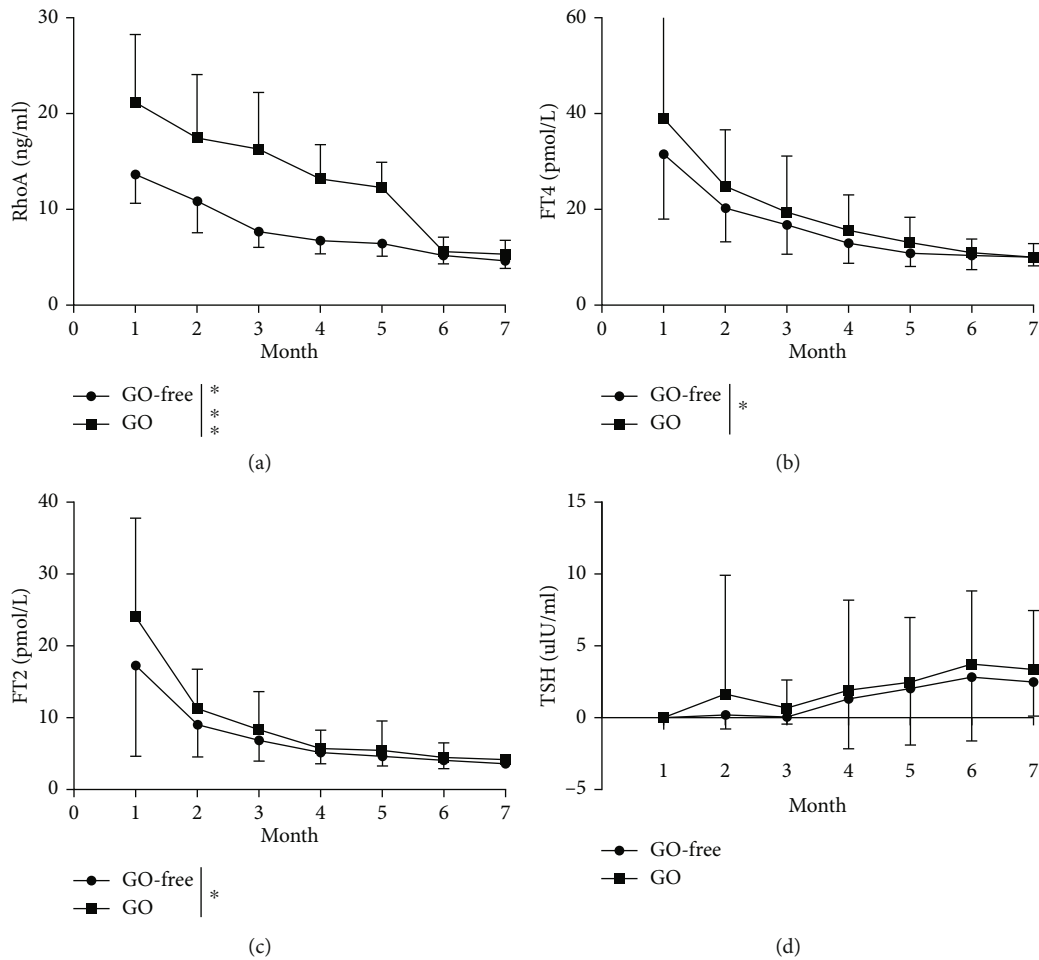 30
20
10
0
RhoA (ng/ml)
0 1 2 3 4 5 6 7
Month
GO-free
GO
*
*
*
(a)
60
40
20
0
FT4 (pmol/L)
0 1 2 3 4 5 6 7
Month
GO-free
GO
*
(b)
40
30
20
10
0
FT2 (pmol/L)
0 1 2 3 4 5 6 7
Month
GO-free
GO
*
(c)
15
10
5
0
–5
TSH (ulU/ml)
1 2 3 4 5 6 7
Month
GO-free
GO
(d)